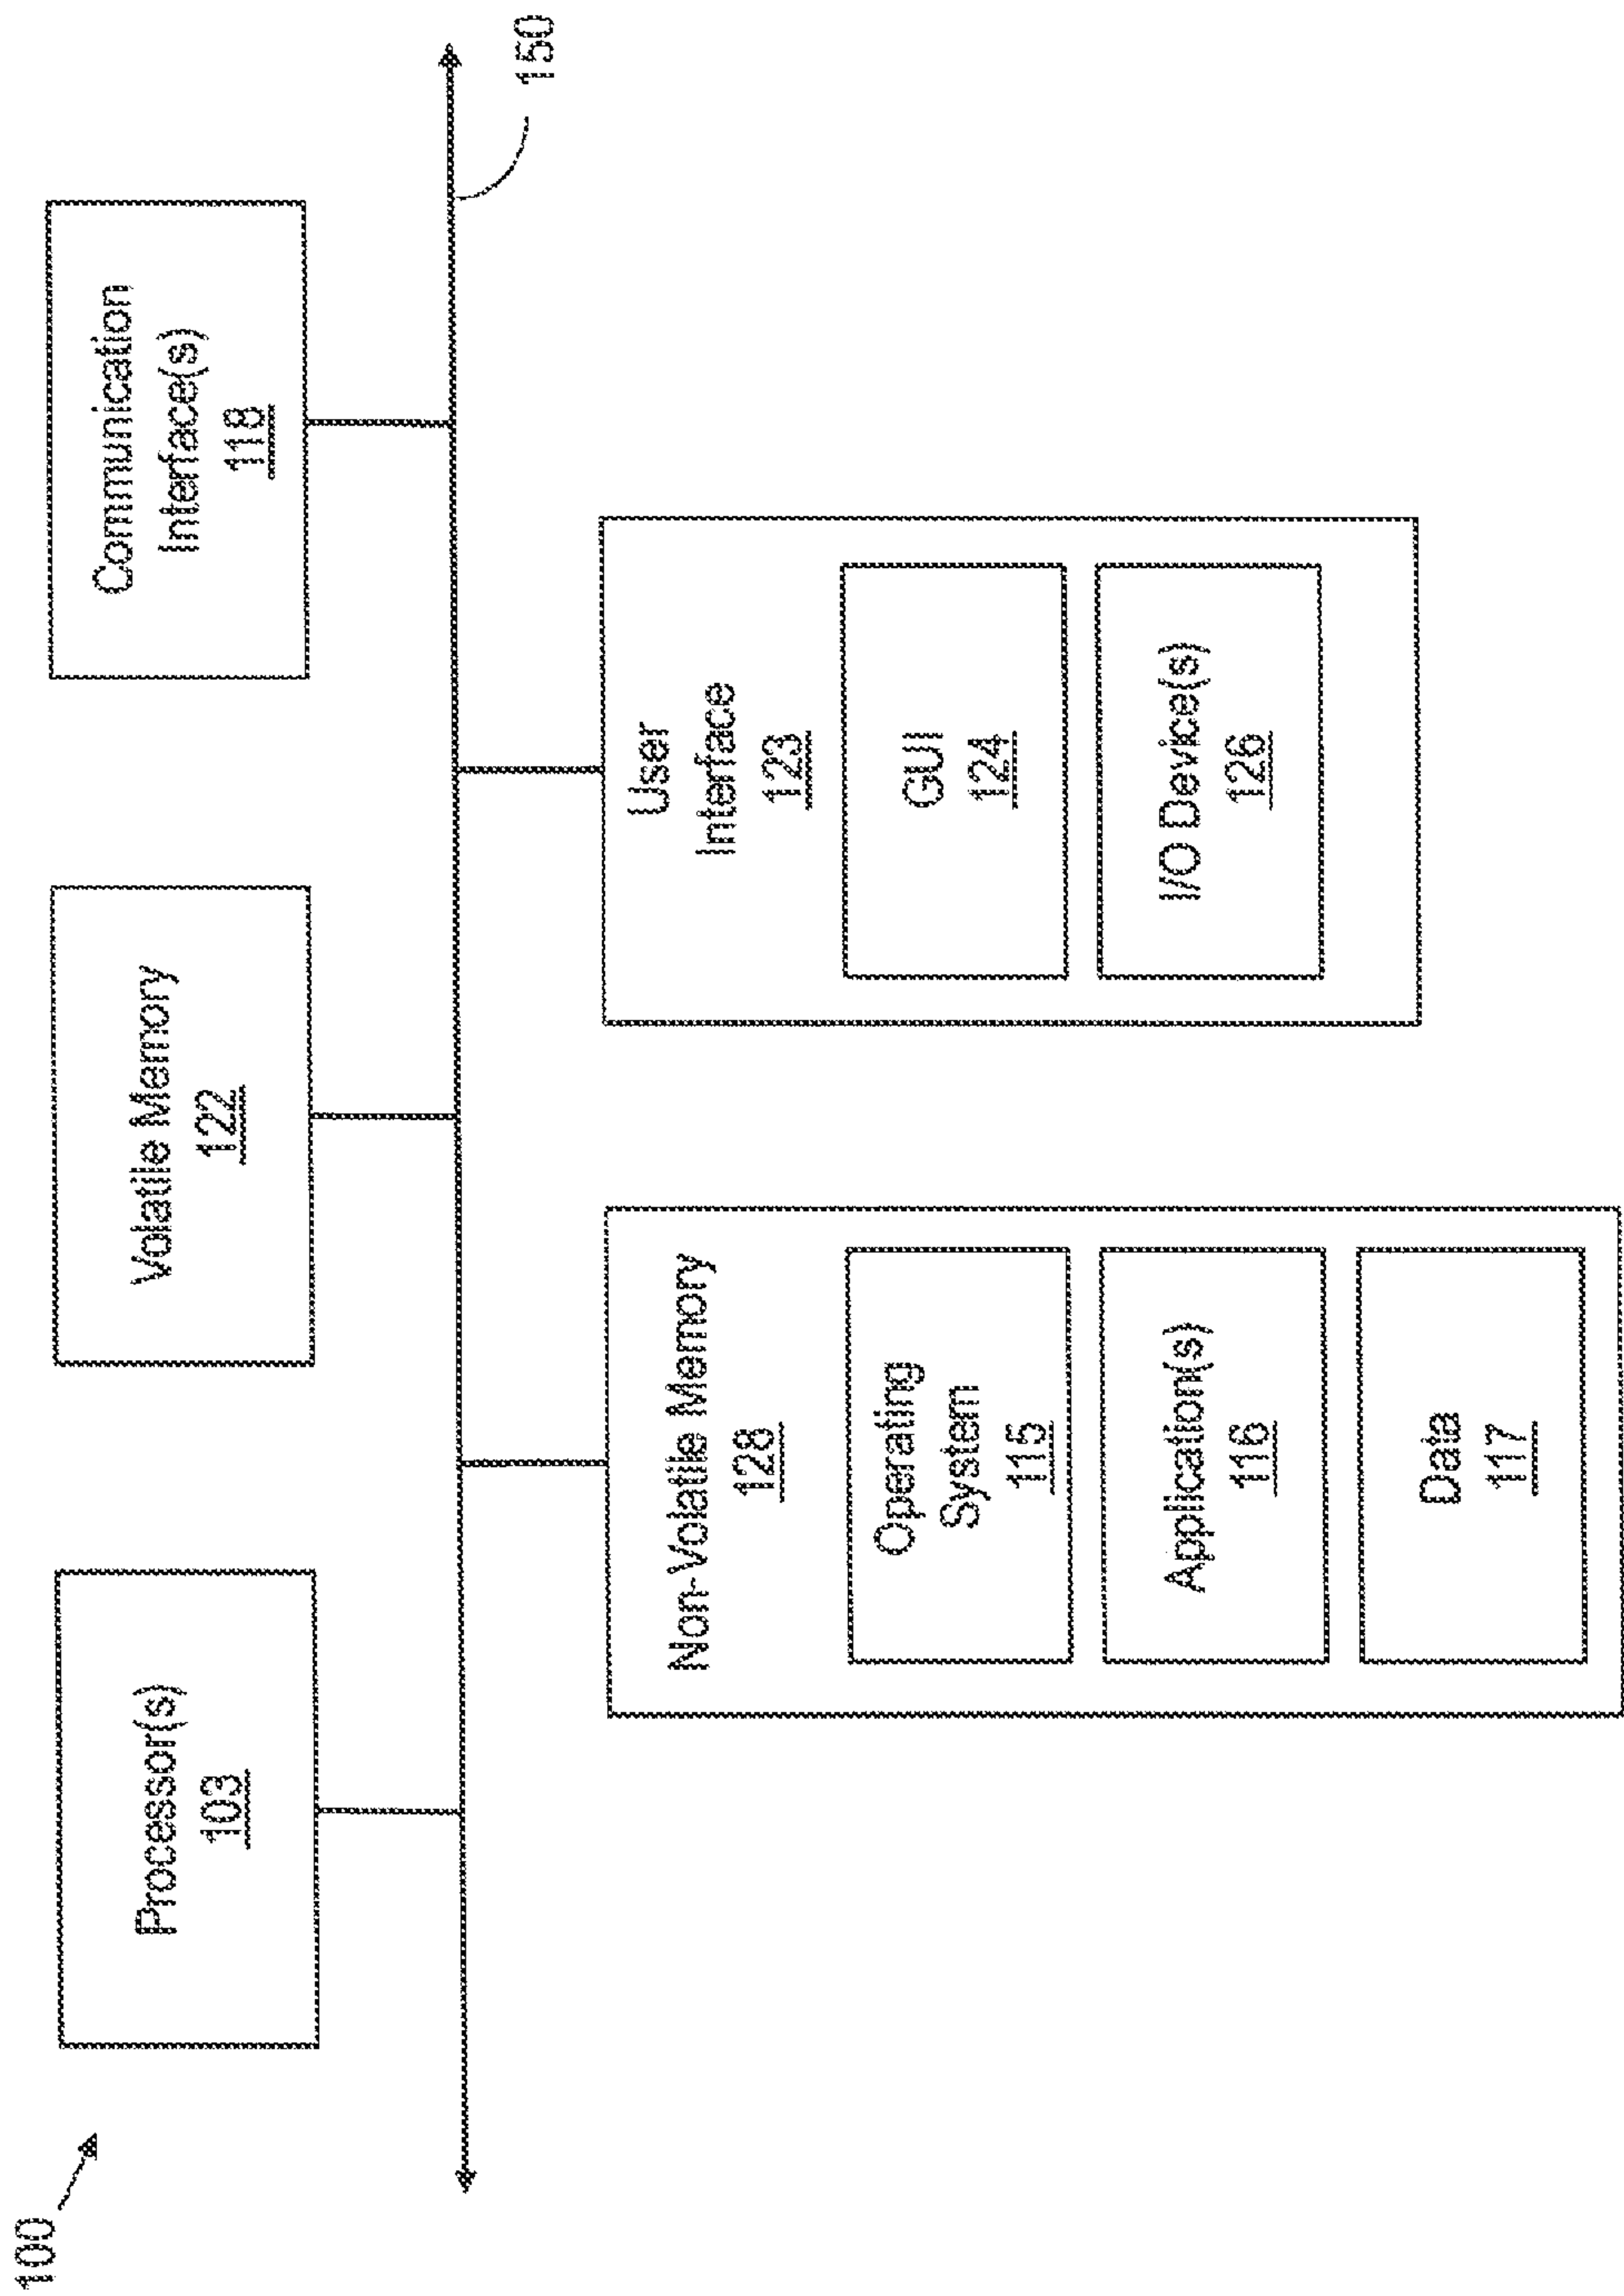 100
Processor(s)
103
Volatile Memory
122
Communication
Interface(s)
118
150
Non-Volatile Memory
128
Operating
System
115
Application(s)
116
Data
117
User
Interface
123
GUI
124
I/O Device(s)
126